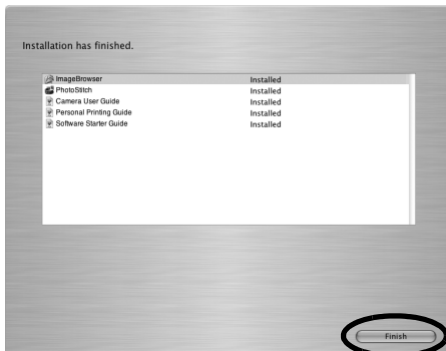 Installation has finished.
ImageBrowser Installed
PhotoStitch Installed
Camera User Guide Installed
Personal Printing Guide Installed
Software Starter Guide Installed
Finish